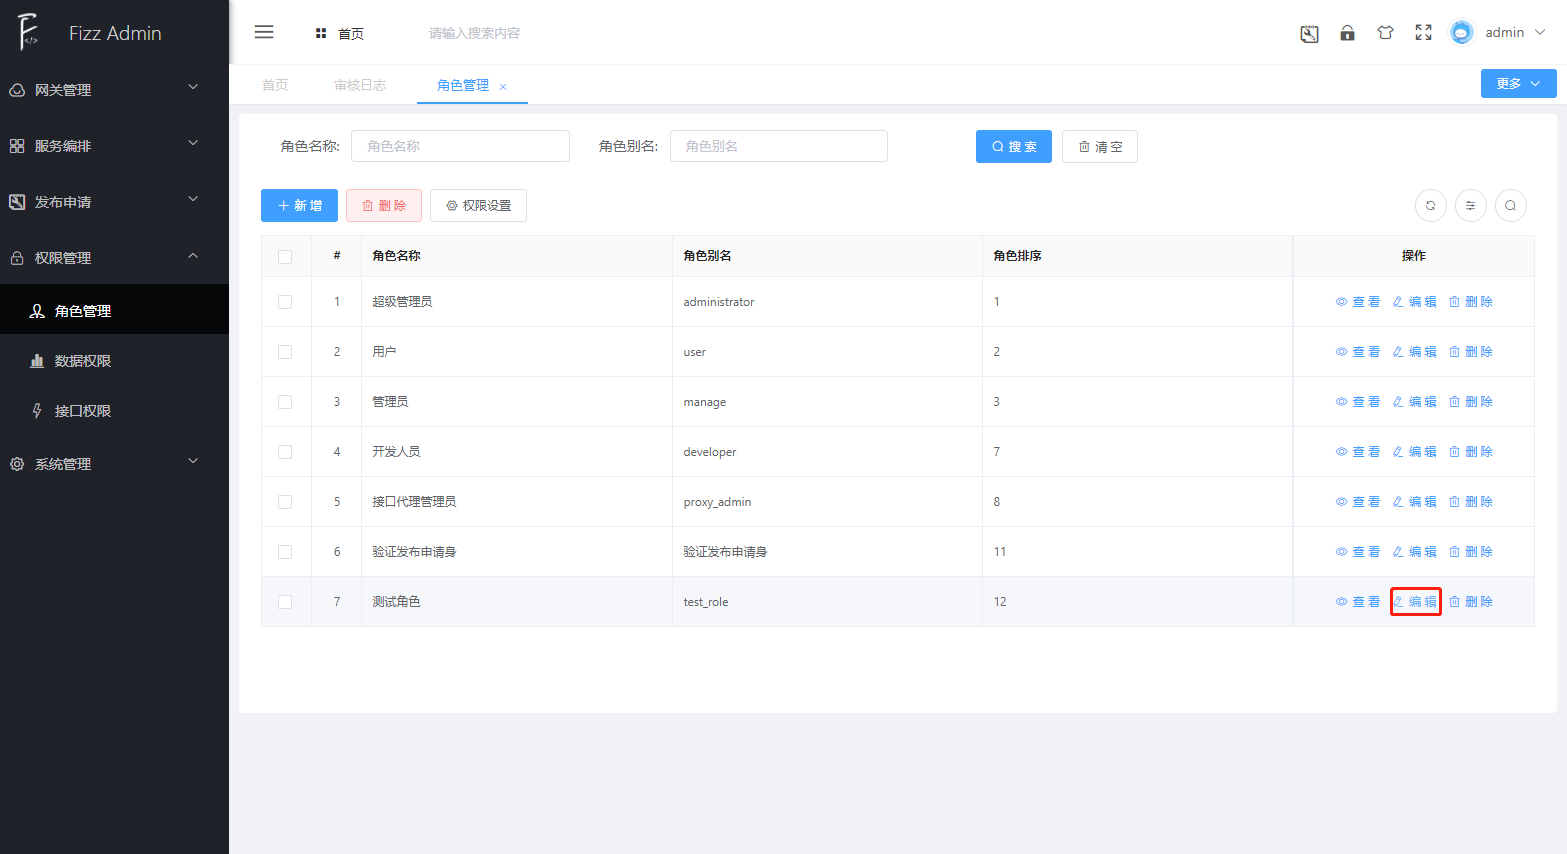 Fizz Admin
首页
请输入搜索内容
admin
网关管理
服务编排
发布申请
权限管理
角色管理
数据权限
接口权限
系统管理
首页 审核日志 角色管理 ×
更多
角色名称: 角色名称 角色别名: 角色别名 搜 索 清 空
新 增 删 除 权限设置
# 角色名称 角色别名 角色排序 操作
1 超级管理员 administrator 1 查 看 编 辑 删 除
2 用户 user 2 查 看 编 辑 删 除
3 管理员 manage 3 查 看 编 辑 删 除
4 开发人员 developer 7 查 看 编 辑 删 除
5 接口代理管理员 proxy_admin 8 查 看 编 辑 删 除
6 验证发布申请身 验证发布申请身 11 查 看 编 辑 删 除
7 测试角色 test_role 12 查 看 编 辑 删 除